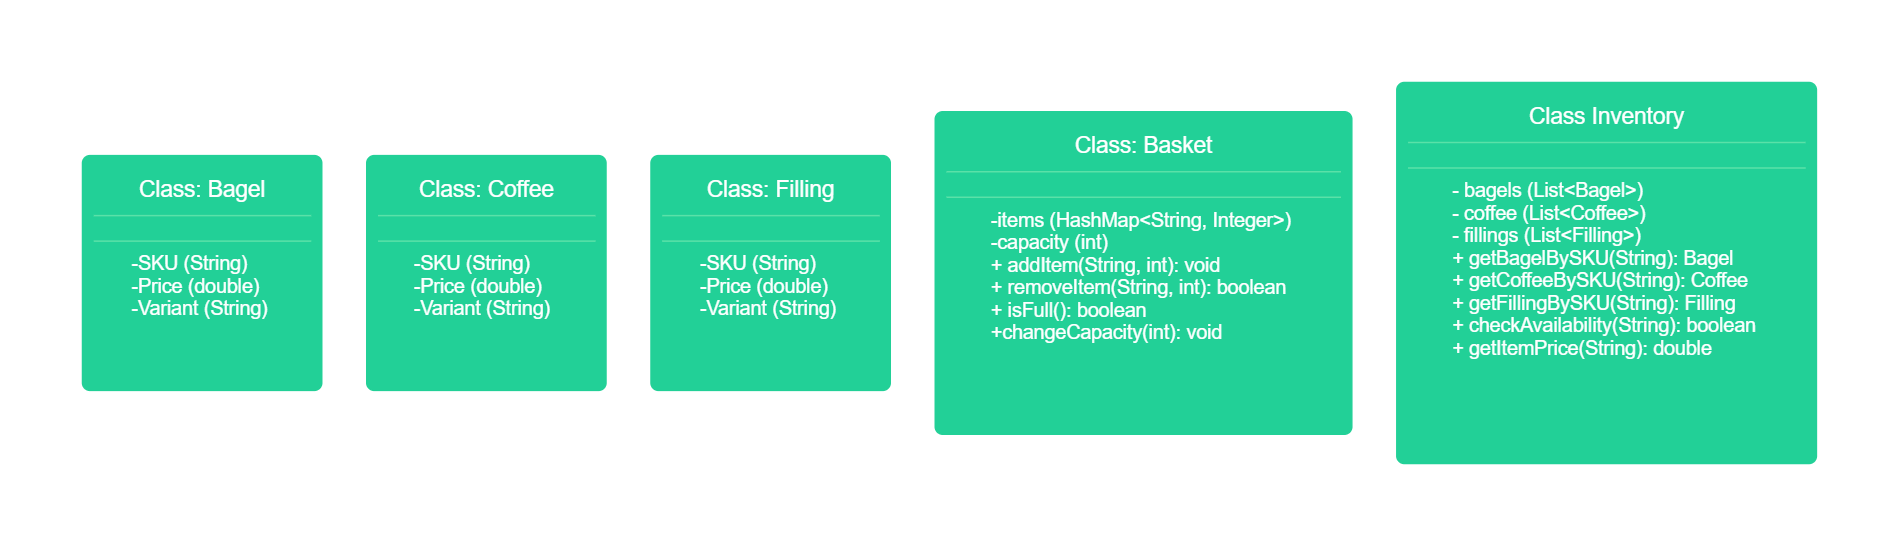 Class: Bagel
-SKU (String)
-Price (double)
-Variant (String)
Class: Coffee
-SKU (String)
-Price (double)
-Variant (String)
Class: Filling
-SKU (String)
-Price (double)
-Variant (String)
Class: Basket
-items (HashMap<String, Integer>)
-capacity (int)
+ addItem(String, int): void
+ removeItem(String, int): boolean
+ isFull(): boolean
+changeCapacity(int): void
Class Inventory
- bagels (List<Bagel>)
- coffee (List<Coffee>)
- fillings (List<Filling>)
+ getBagelBySKU(String): Bagel
+ getCoffeeBySKU(String): Coffee
+ getFillingBySKU(String): Filling
+ checkAvailability(String): boolean
+ getItemPrice(String): double